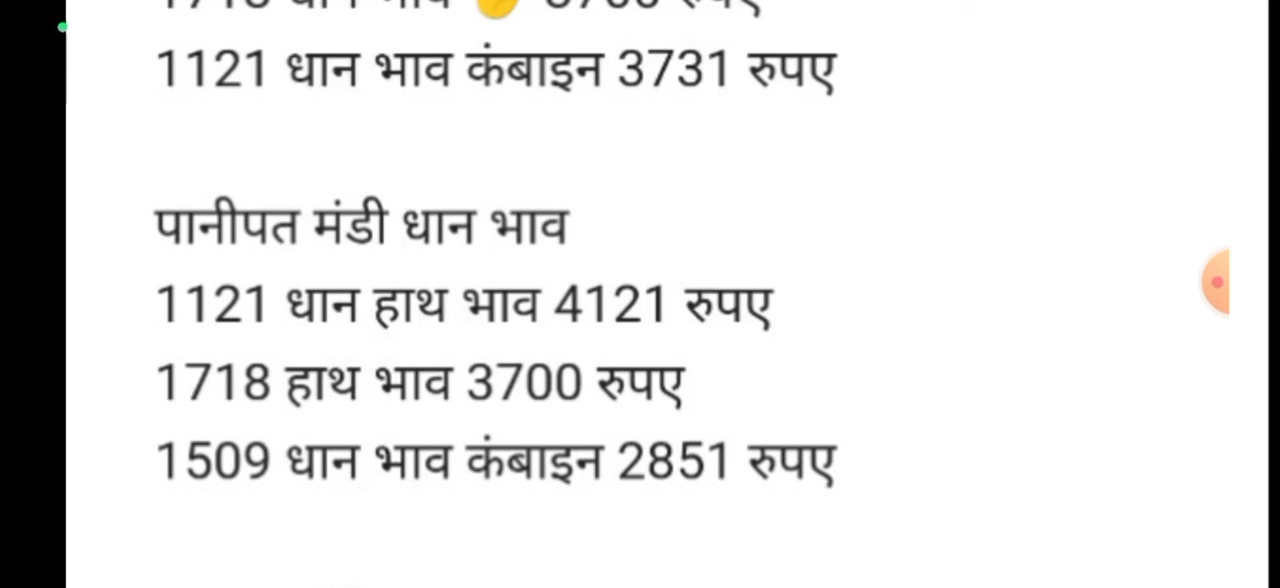 1121 धान भाव कंबाइन 3731 रुपए
पानीपत मंडी धान भाव
1121 धान हाथ भाव 4121 रुपए
1718 हाथ भाव 3700 रुपए
1509 धान भाव कंबाइन 2851 रुपए